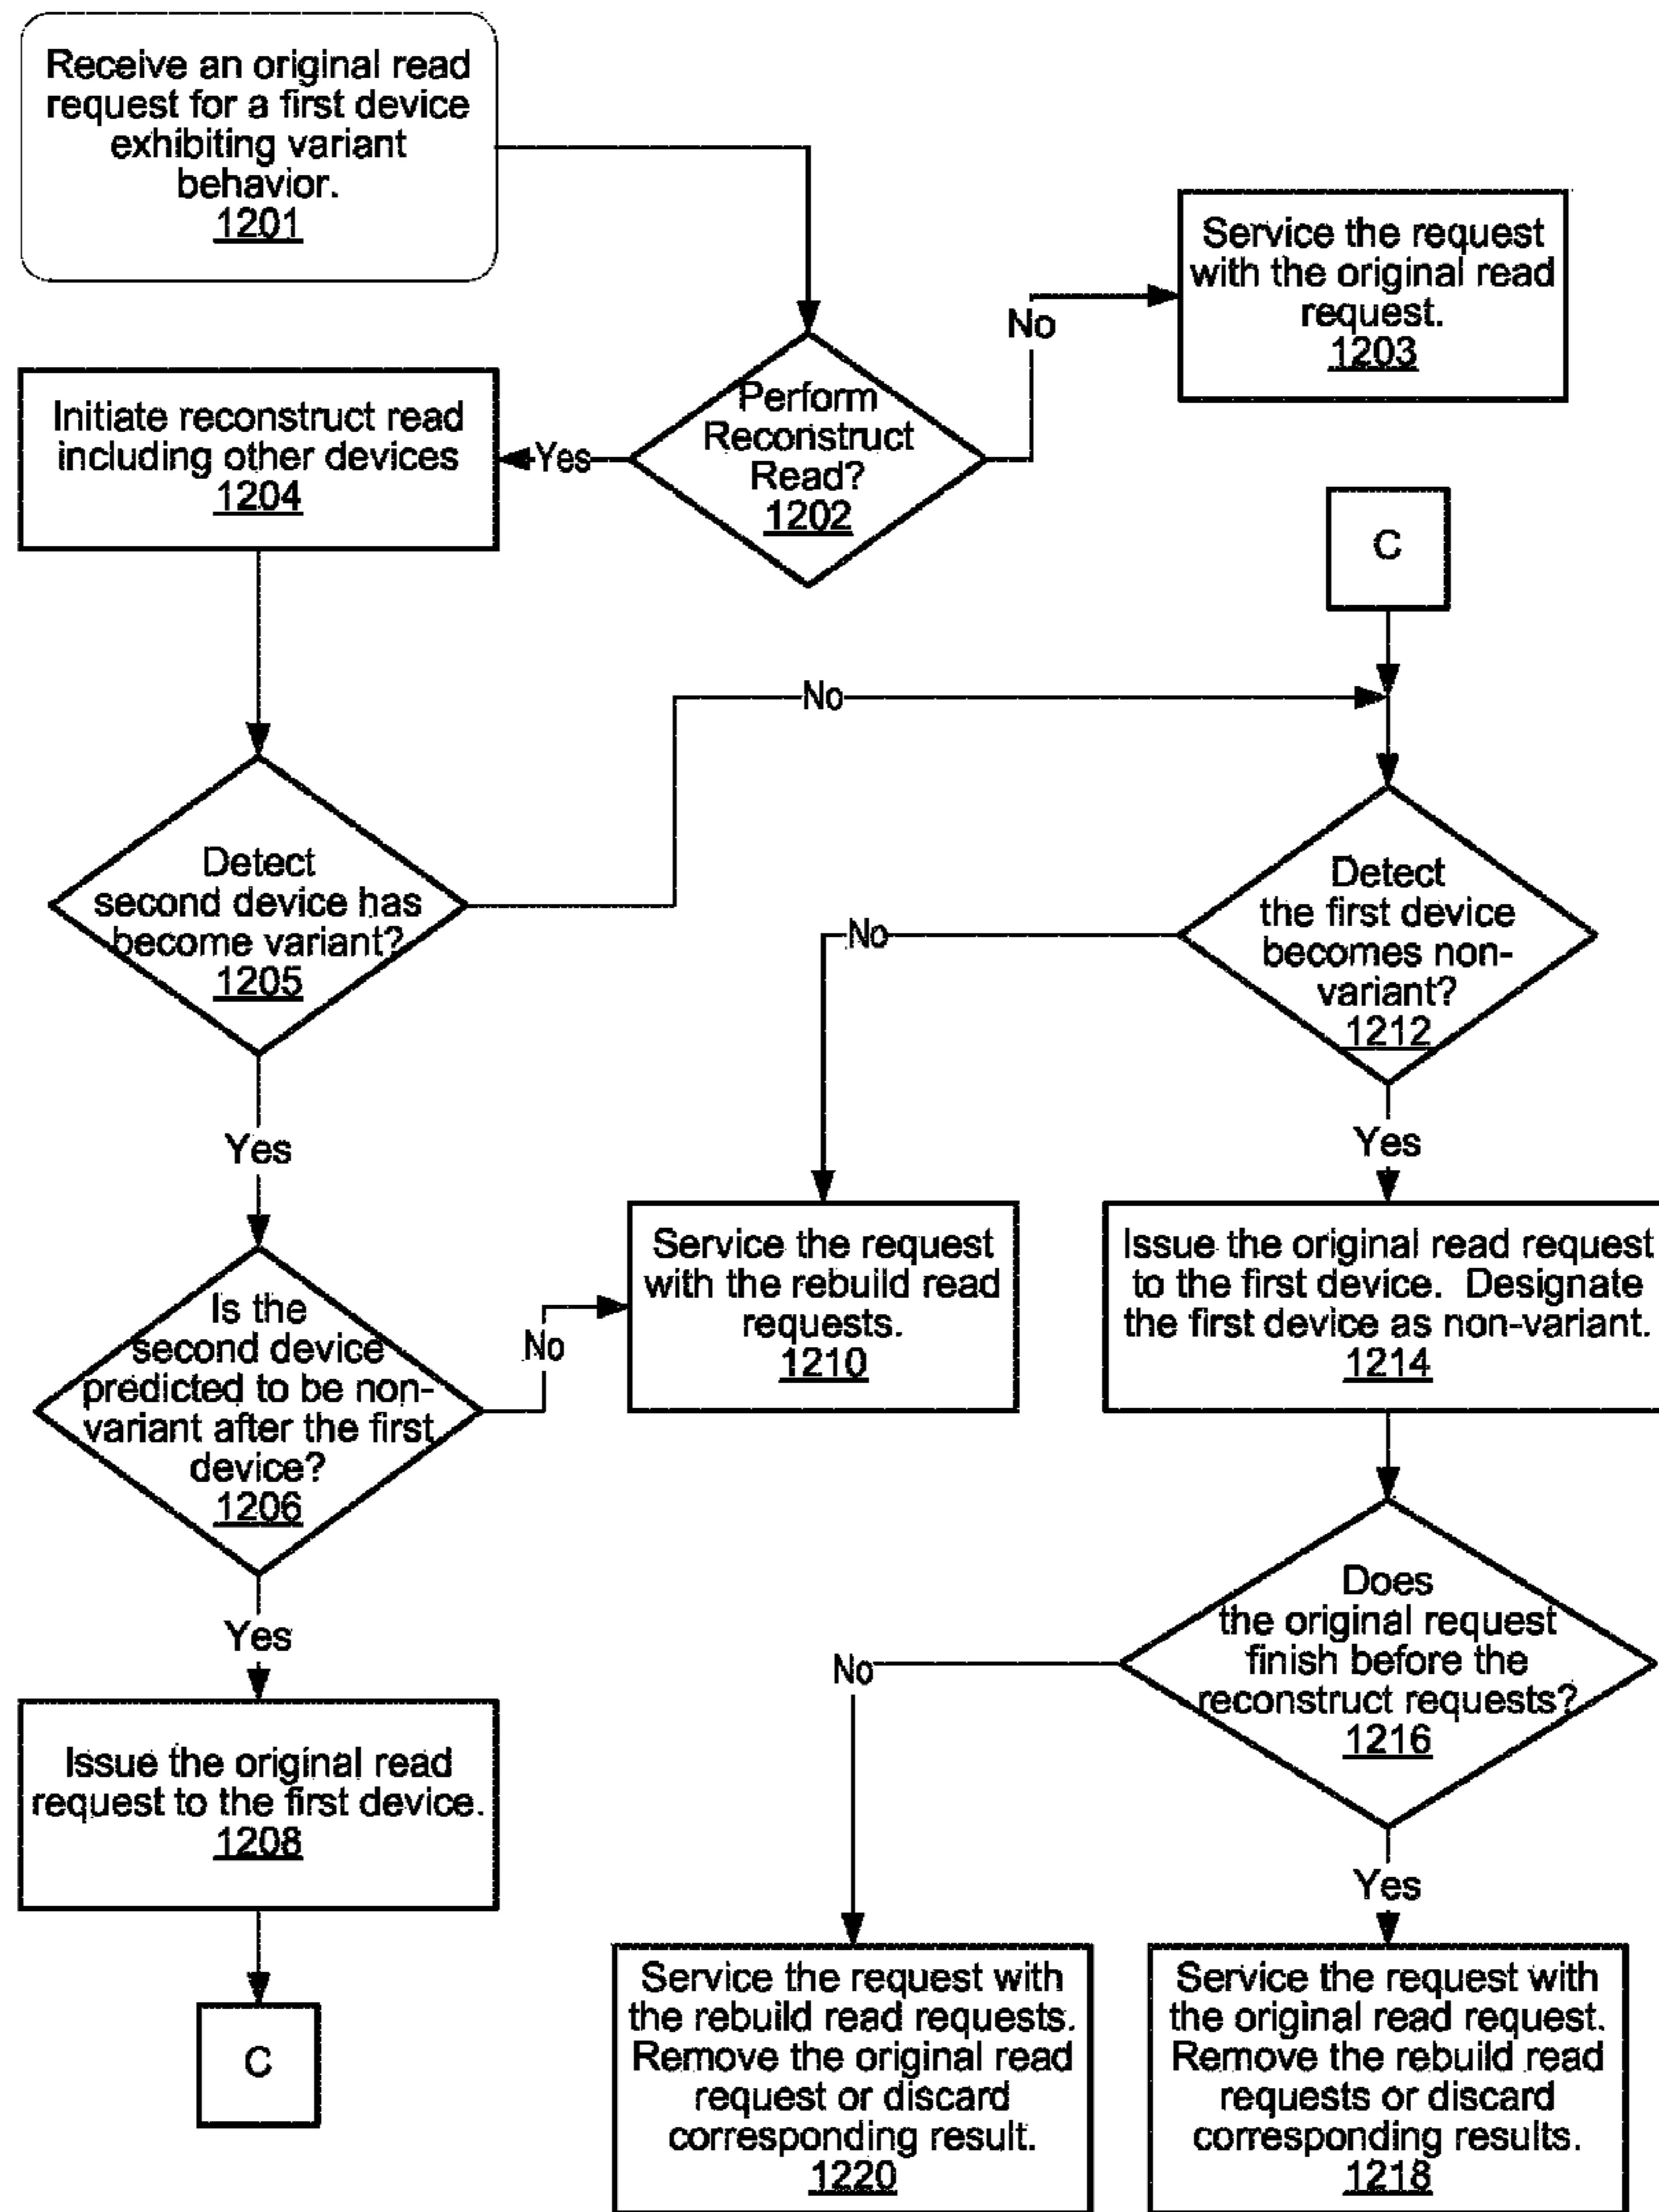 Receive an original read
request for a first device
exhibiting variant
behavior.
1201
Service the request
with the original read
request.
1203
No
Perform
Reconstruct
Read?
1202
Yes
Initiate reconstruct read
including other devices
1204
C
No
Detect
second device has
become variant?
1205
Detect
the first device
becomes non-
variant?
1212
No
Yes
Yes
Service the request
with the rebuild read
requests.
1210
Issue the original read request
to the first device. Designate
the first device as non-variant.
1214
Is the
second device
predicted to be non-
variant after the first
device?
1206
No
Yes
Does
the original request
finish before the
reconstruct requests?
1216
No
Yes
Issue the original read
request to the first device.
1208
C
Service the request with
the rebuild read requests.
Remove the original read
request or discard
corresponding result.
1220
Service the request with
the original read request.
Remove the rebuild read
requests or discard
corresponding results.
1218